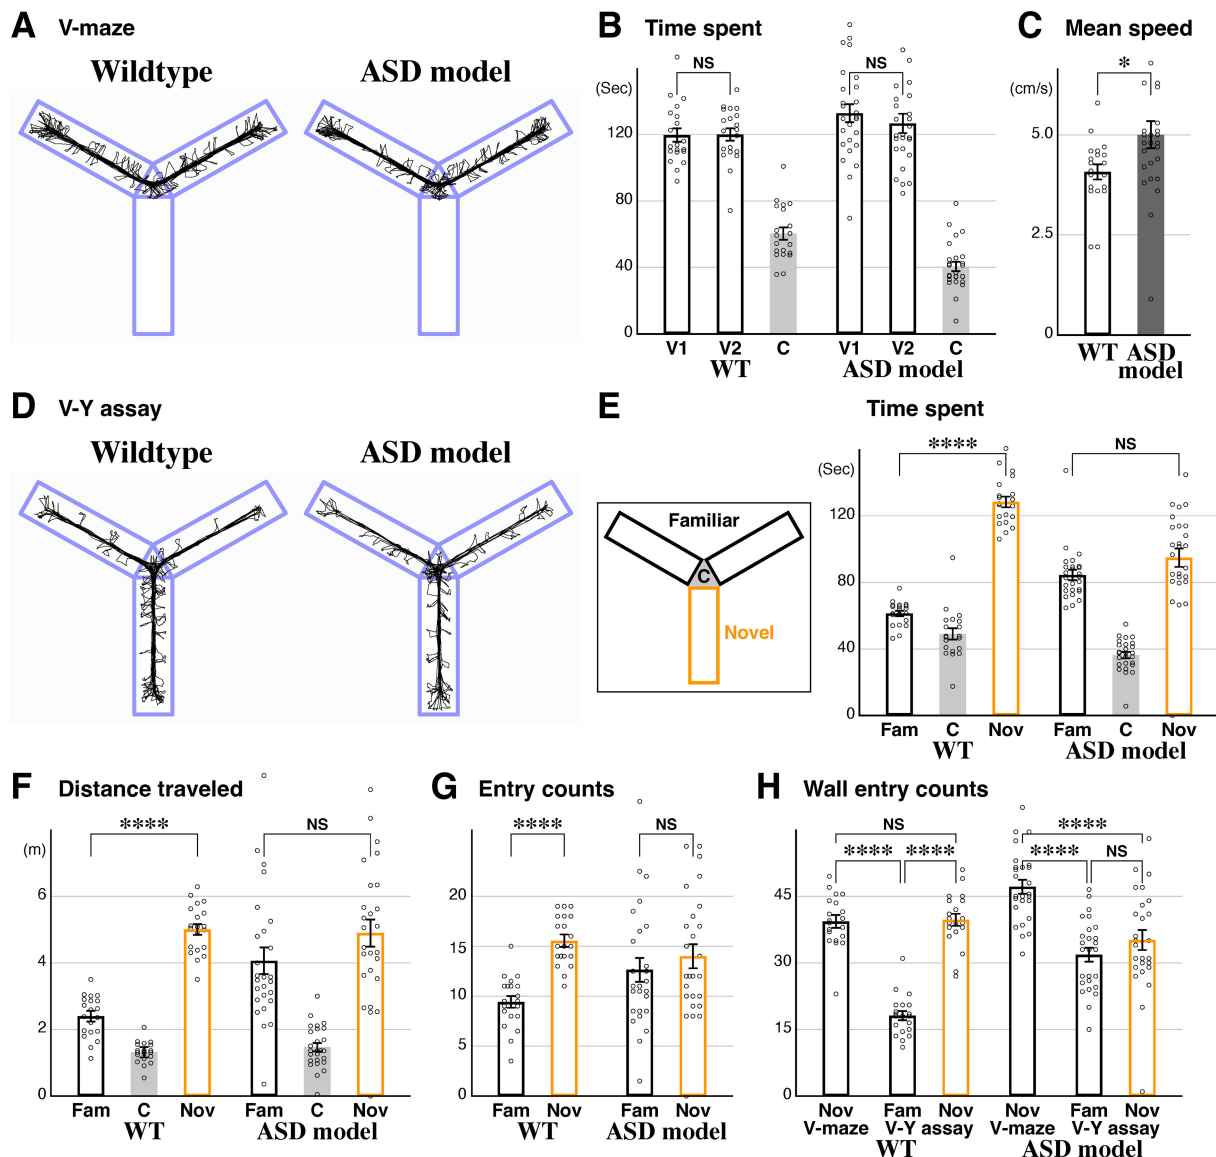 A V-maze
Wildtype ASD model
B Time spent
(Sec)
NS NS
120
80
40
0
V1 V2 C V1 V2 C
WT ASD model
C Mean speed
(cm/s)
*
5.0
2.5
0
WT ASD
model
D V-Y assay
Wildtype ASD model
E Time spent
Familiar
C
Novel
(Sec)
**** NS
120
80
40
0
Fam C Nov Fam C Nov
WT ASD model
F Distance traveled
(m)
**** NS
6
4
2
0
Fam C Nov Fam C Nov
WT ASD model
G Entry counts
**** NS
20
15
10
5
0
Fam Nov Fam Nov
WT ASD model
H Wall entry counts
NS ****
**** **** **** NS
45
30
15
0
Nov Fam Nov Nov Fam Nov
V-maze V-Y assay V-maze V-Y assay
WT ASD model